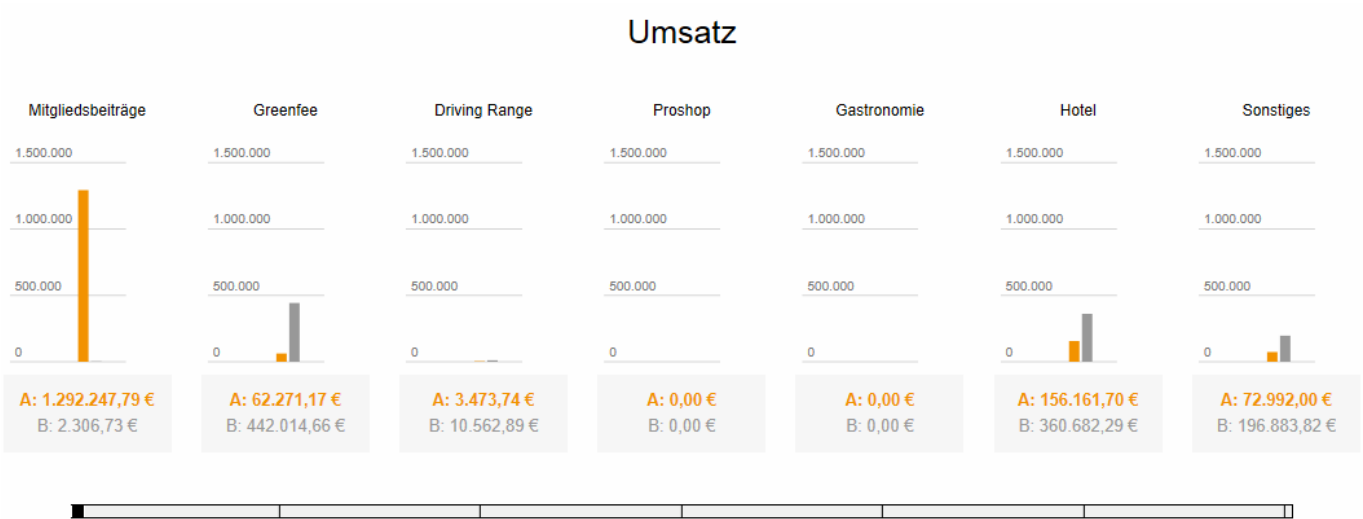 Umsatz
Mitgliedsbeiträge
1.500.000
1.000.000
500.000
0
A: 1.292.247,79 €
B: 2.306,73 €
Greenfee
1.500.000
1.000.000
500.000
0
A: 62.271,17 €
B: 442.014,66 €
Driving Range
1.500.000
1.000.000
500.000
0
A: 3.473,74 €
B: 10.562,89 €
Proshop
1.500.000
1.000.000
500.000
0
A: 0,00 €
B: 0,00 €
Gastronomie
1.500.000
1.000.000
500.000
0
A: 0,00 €
B: 0,00 €
Hotel
1.500.000
1.000.000
500.000
0
A: 156.161,70 €
B: 360.682,29 €
Sonstiges
1.500.000
1.000.000
500.000
0
A: 72.992,00 €
B: 196.883,82 €